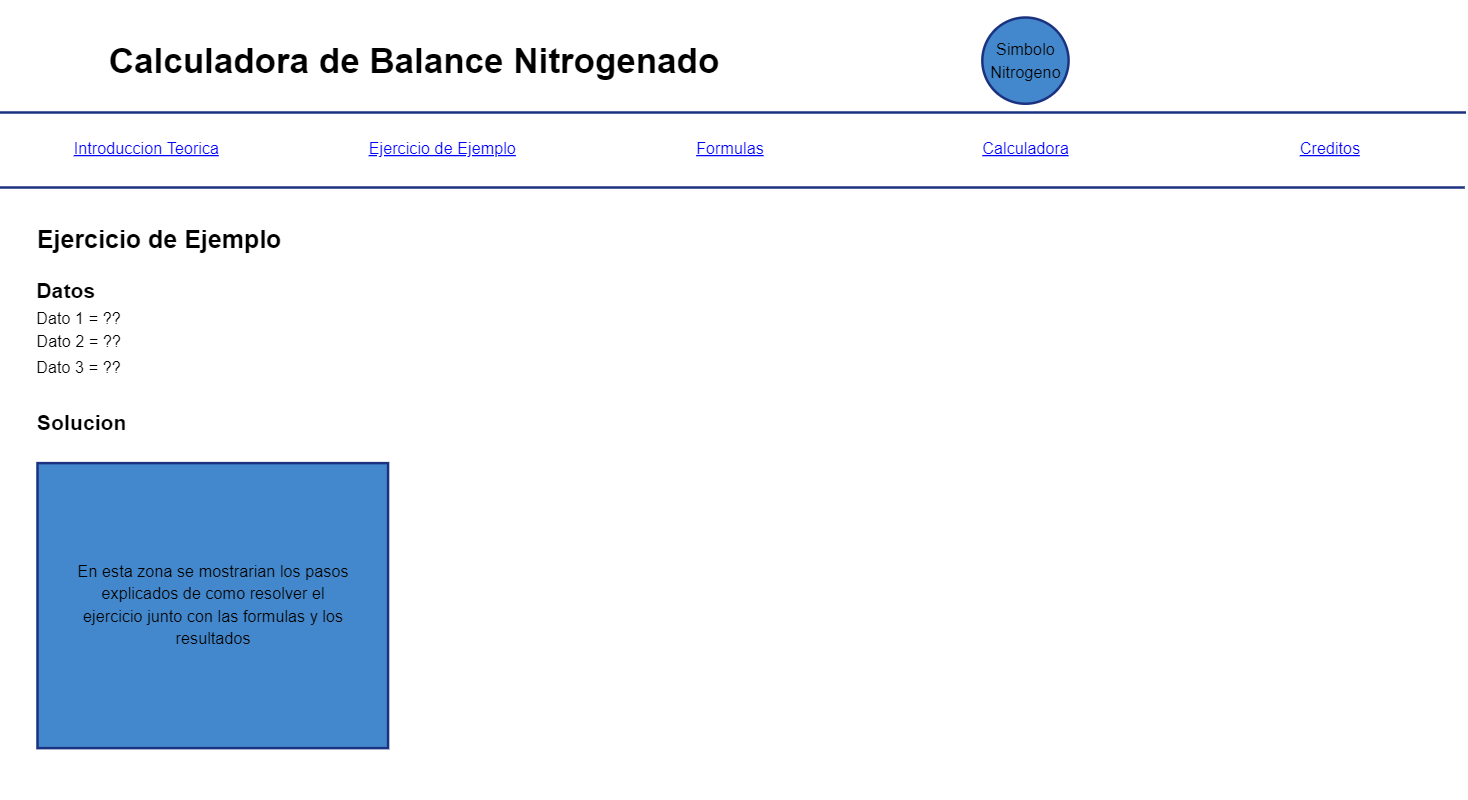 Calculadora de Balance Nitrogenado
Simbolo
Nitrogeno
Introduccion Teorica
Ejercicio de Ejemplo
Formulas
Calculadora
Creditos
Ejercicio de Ejemplo
Datos
Dato 1 = ??
Dato 2 = ??
Dato 3 = ??
Solucion
En esta zona se mostrarian los pasos
explicados de como resolver el
ejercicio junto con las formulas y los
resultados